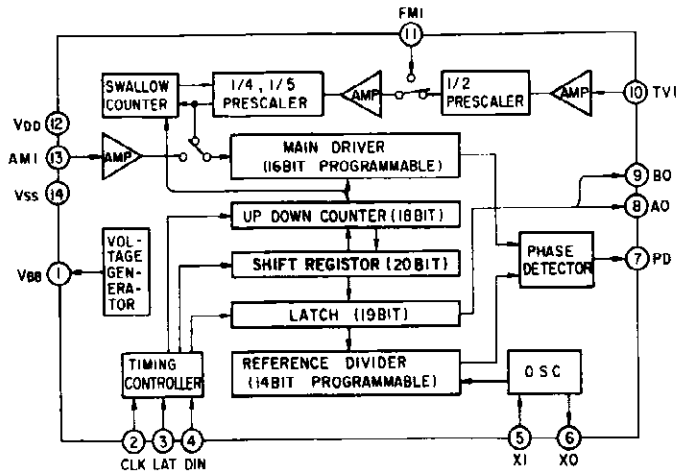 FMI
11
SWALLOW
COUNTER
1/4, 1/5
PRESCALER
AMP
1/2
PRESCALER
AMP
10 TVI
VDD 12
AMI 13
AMP
MAIN DRIVER
(16BIT PROGRAMMABLE)
VSS 14
9 BO
UP DOWN COUNTER (18BIT)
8 AO
VBB 1
VOL-
TAGE
GEN-
ERA-
TOR
SHIFT REGISTOR (20BIT)
PHASE
DETECTOR
7 PD
LATCH (19BIT)
TIMING
CONTROLLER
REFERENCE DIVIDER
(14BIT PROGRAMMABLE)
OSC
2 3 4 5 6
CLK LAT DIN XI XO